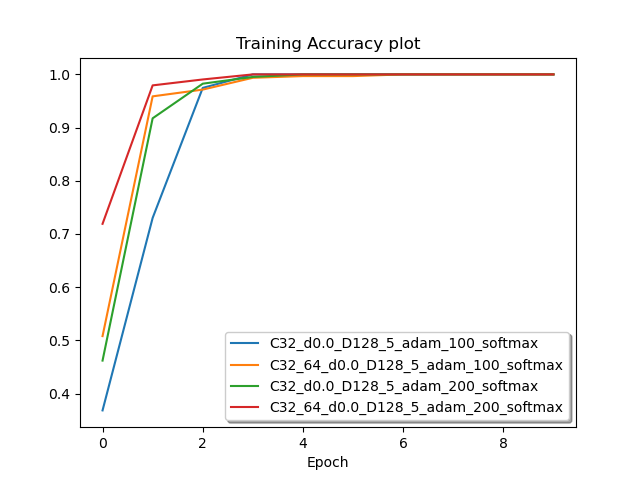 Training Accuracy plot
1.0
0.9
0.8
0.7
0.6
0.5
0.4
C32_d0.0_D128_5_adam_100_softmax
C32_64_d0.0_D128_5_adam_100_softmax
C32_d0.0_D128_5_adam_200_softmax
C32_64_d0.0_D128_5_adam_200_softmax
0 2 4 6 8
Epoch